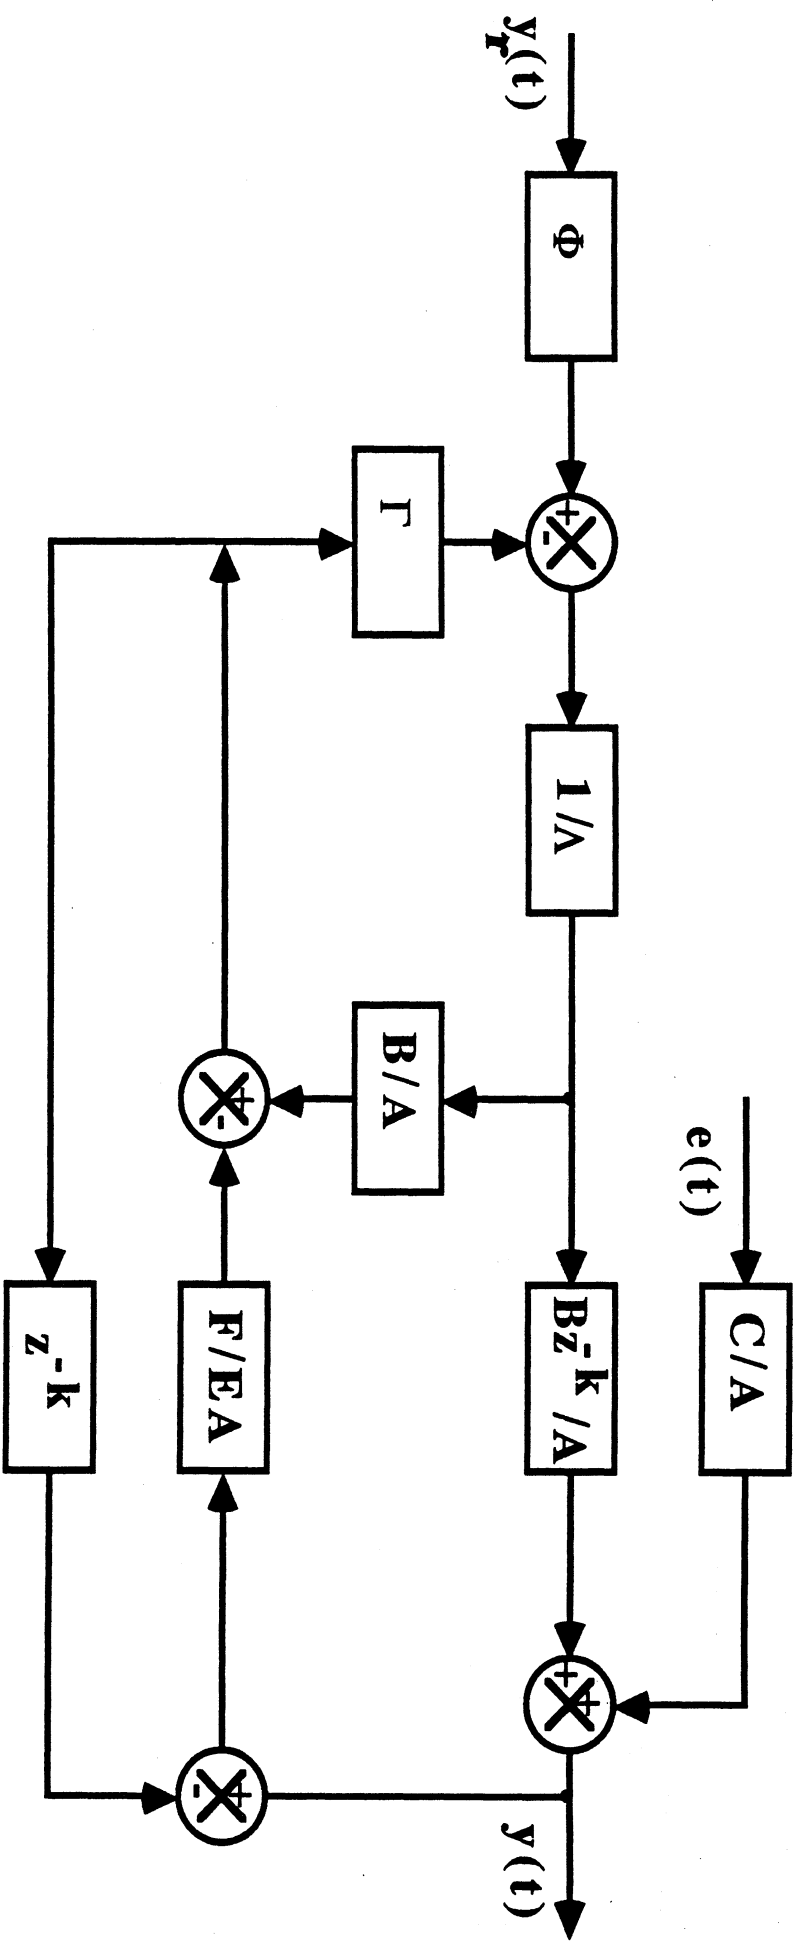 e(t)
C/A
y_r(t)
Φ
+
-
1/Λ
Bz^-k/A
+
+
y(t)
Γ
B/A
+
-
F/EA
+
-
z^-k